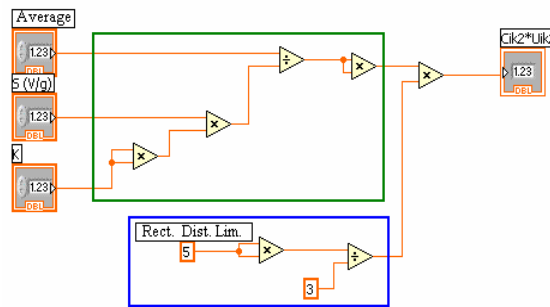 Average
1.23
DBL
S (V/g)
1.23
DBL
K
1.23
DBL
÷
×
×
×
×
Cik2*Uik
1.23
DBL
Rect. Dist. Lim.
5
×
÷
3